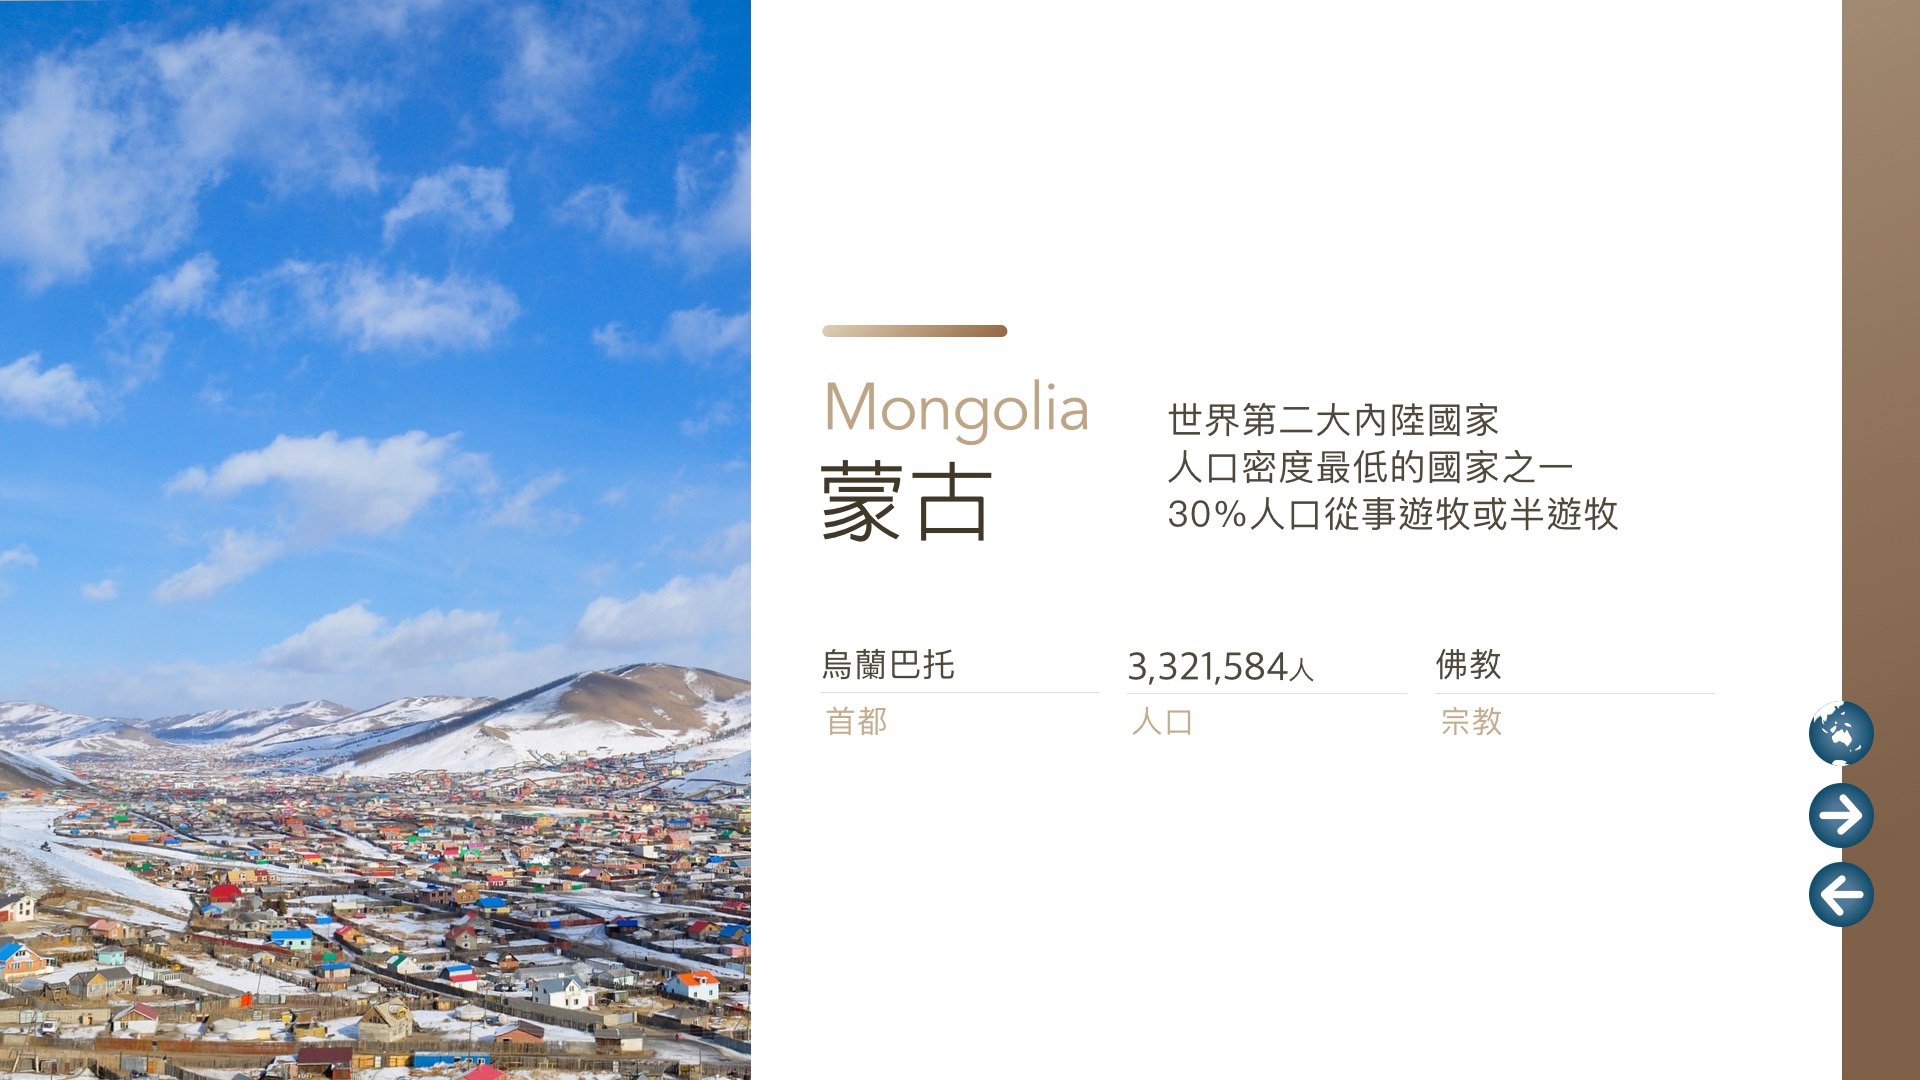 Mongolia
蒙古
世界第二大內陸國家
人口密度最低的國家之一
30%人口從事遊牧或半遊牧
烏蘭巴托
首都
3,321,584人
人口
佛教
宗教